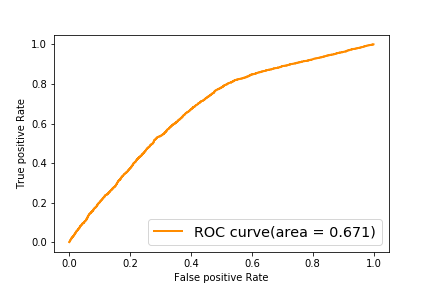 1.0
0.8
0.6
0.4
0.2
0.0
True positive Rate
ROC curve(area = 0.671)
0.0 0.2 0.4 0.6 0.8 1.0
False positive Rate